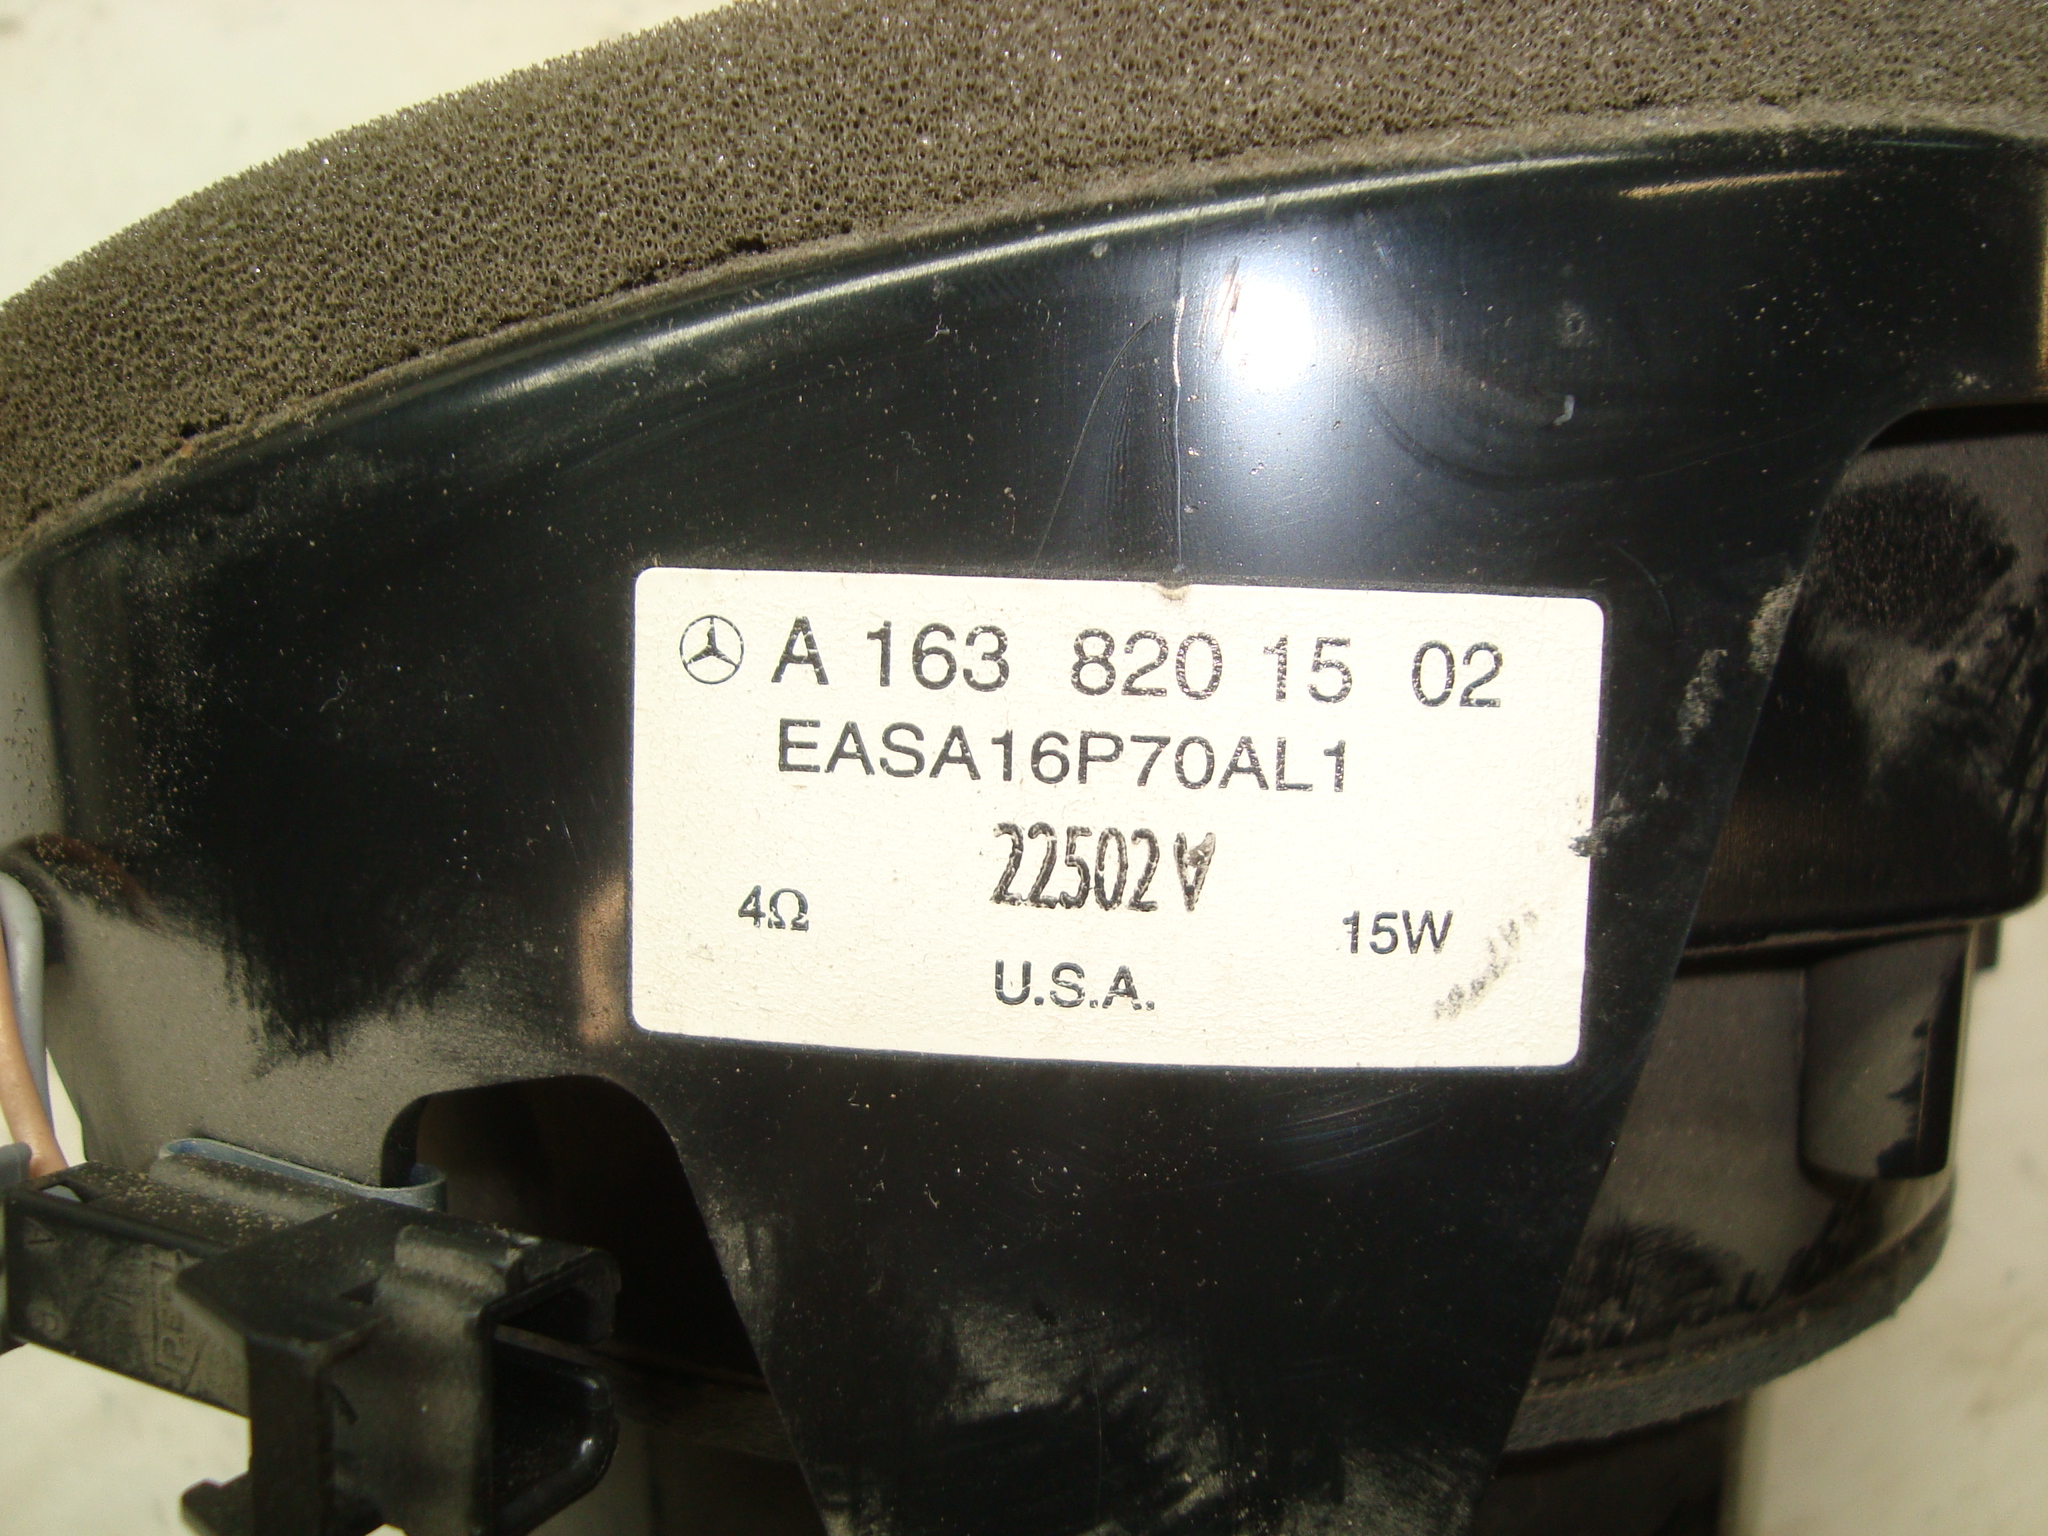 A 163 820 15 02
EASA16P70AL1
22502
4Ω 15W
U.S.A.